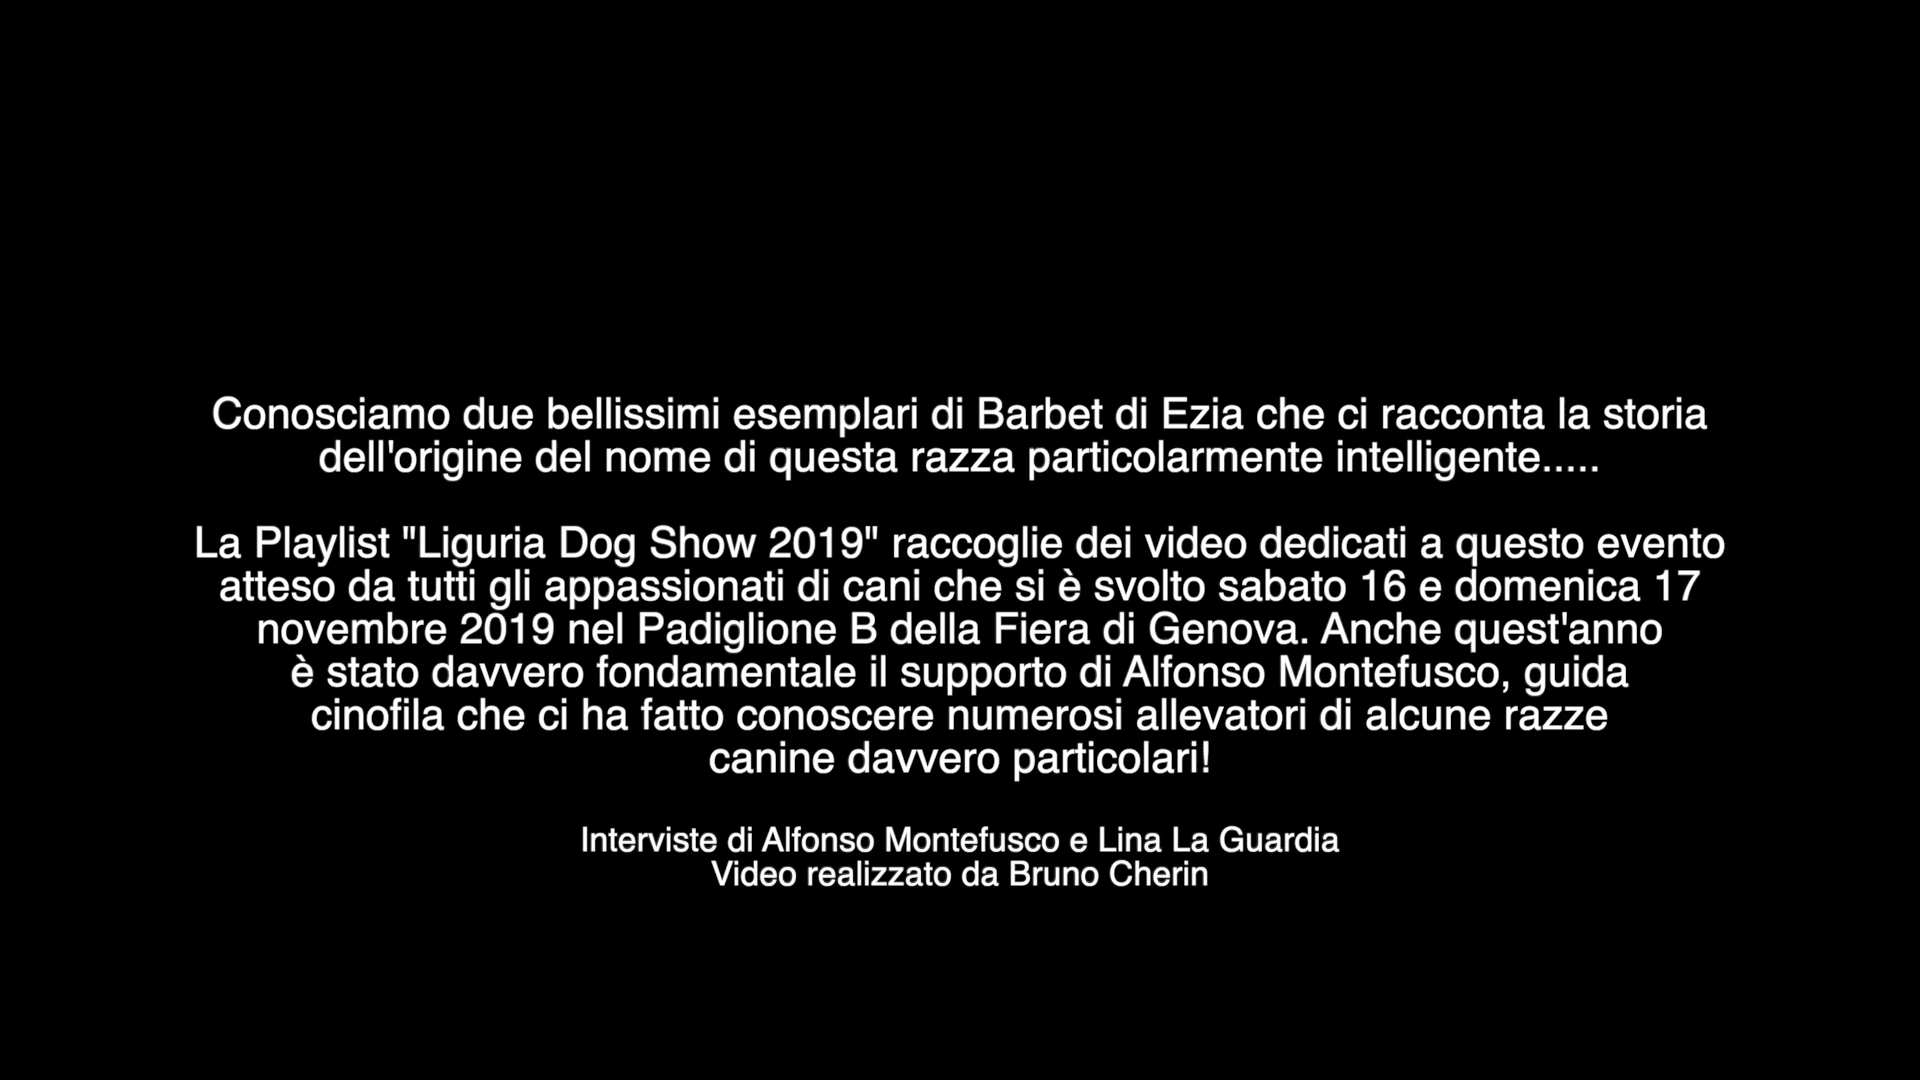 Conosciamo due bellissimi esemplari di Barbet di Ezia che ci racconta la storia
dell'origine del nome di questa razza particolarmente intelligente.....
La Playlist "Liguria Dog Show 2019" raccoglie dei video dedicati a questo evento
atteso da tutti gli appassionati di cani che si è svolto sabato 16 e domenica 17
novembre 2019 nel Padiglione B della Fiera di Genova. Anche quest'anno
è stato davvero fondamentale il supporto di Alfonso Montefusco, guida
cinofila che ci ha fatto conoscere numerosi allevatori di alcune razze
canine davvero particolari!
Interviste di Alfonso Montefusco e Lina La Guardia
Video realizzato da Bruno Cherin